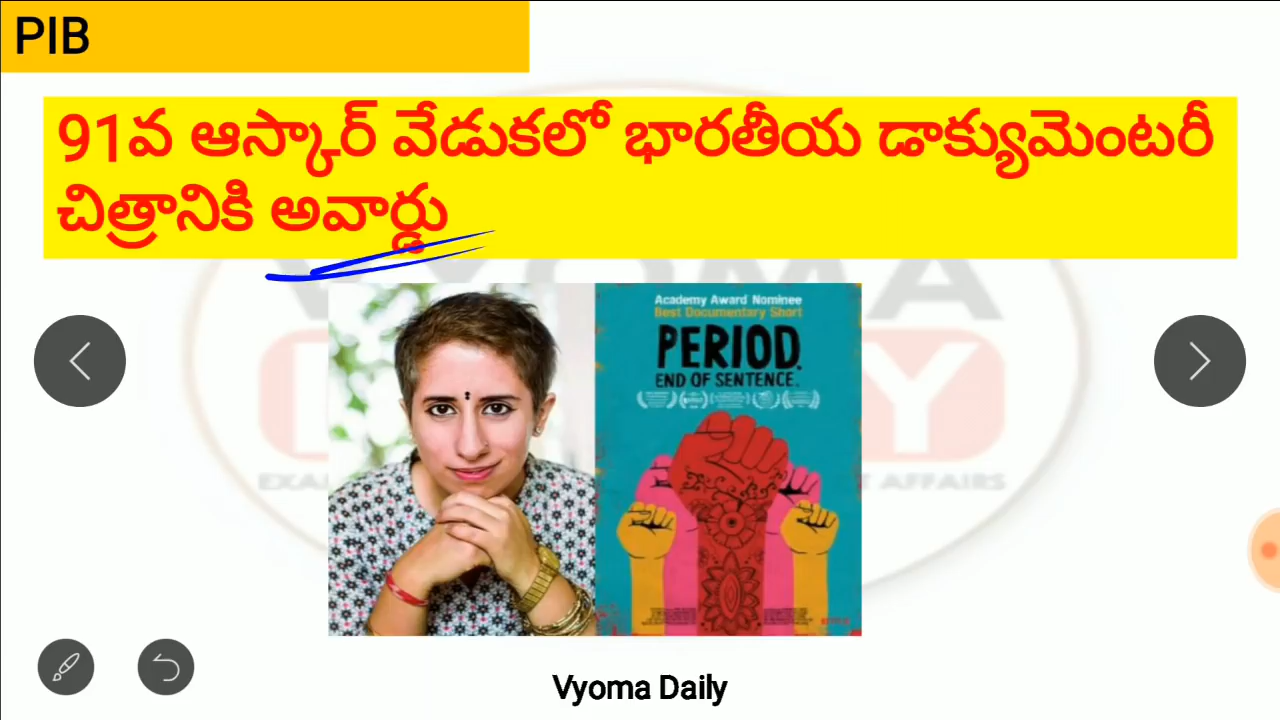 PIB
91వ ఆస్కార్ వేడుకలో భారతీయ డాక్యుమెంటరీ
చిత్రానికి అవార్డు
Academy Award Nominee
Best Documentary Short
PERIOD.
END OF SENTENCE.
AFFAIRS
Vyoma Daily